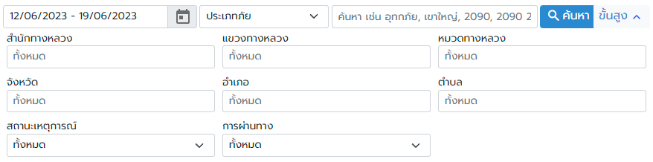 12/06/2023 - 19/06/2023 ประเภทภัย ค้นหา เช่น อุทกภัย, เขาใหญ่, 2090, 2090 2 ค้นหา ขั้นสูง
สำนักทางหลวง แขวงทางหลวง หมวดทางหลวง
ทั้งหมด ทั้งหมด ทั้งหมด
จังหวัด อำเภอ ตำบล
ทั้งหมด ทั้งหมด ทั้งหมด
สถานะเหตุการณ์ การผ่านทาง
ทั้งหมด ทั้งหมด